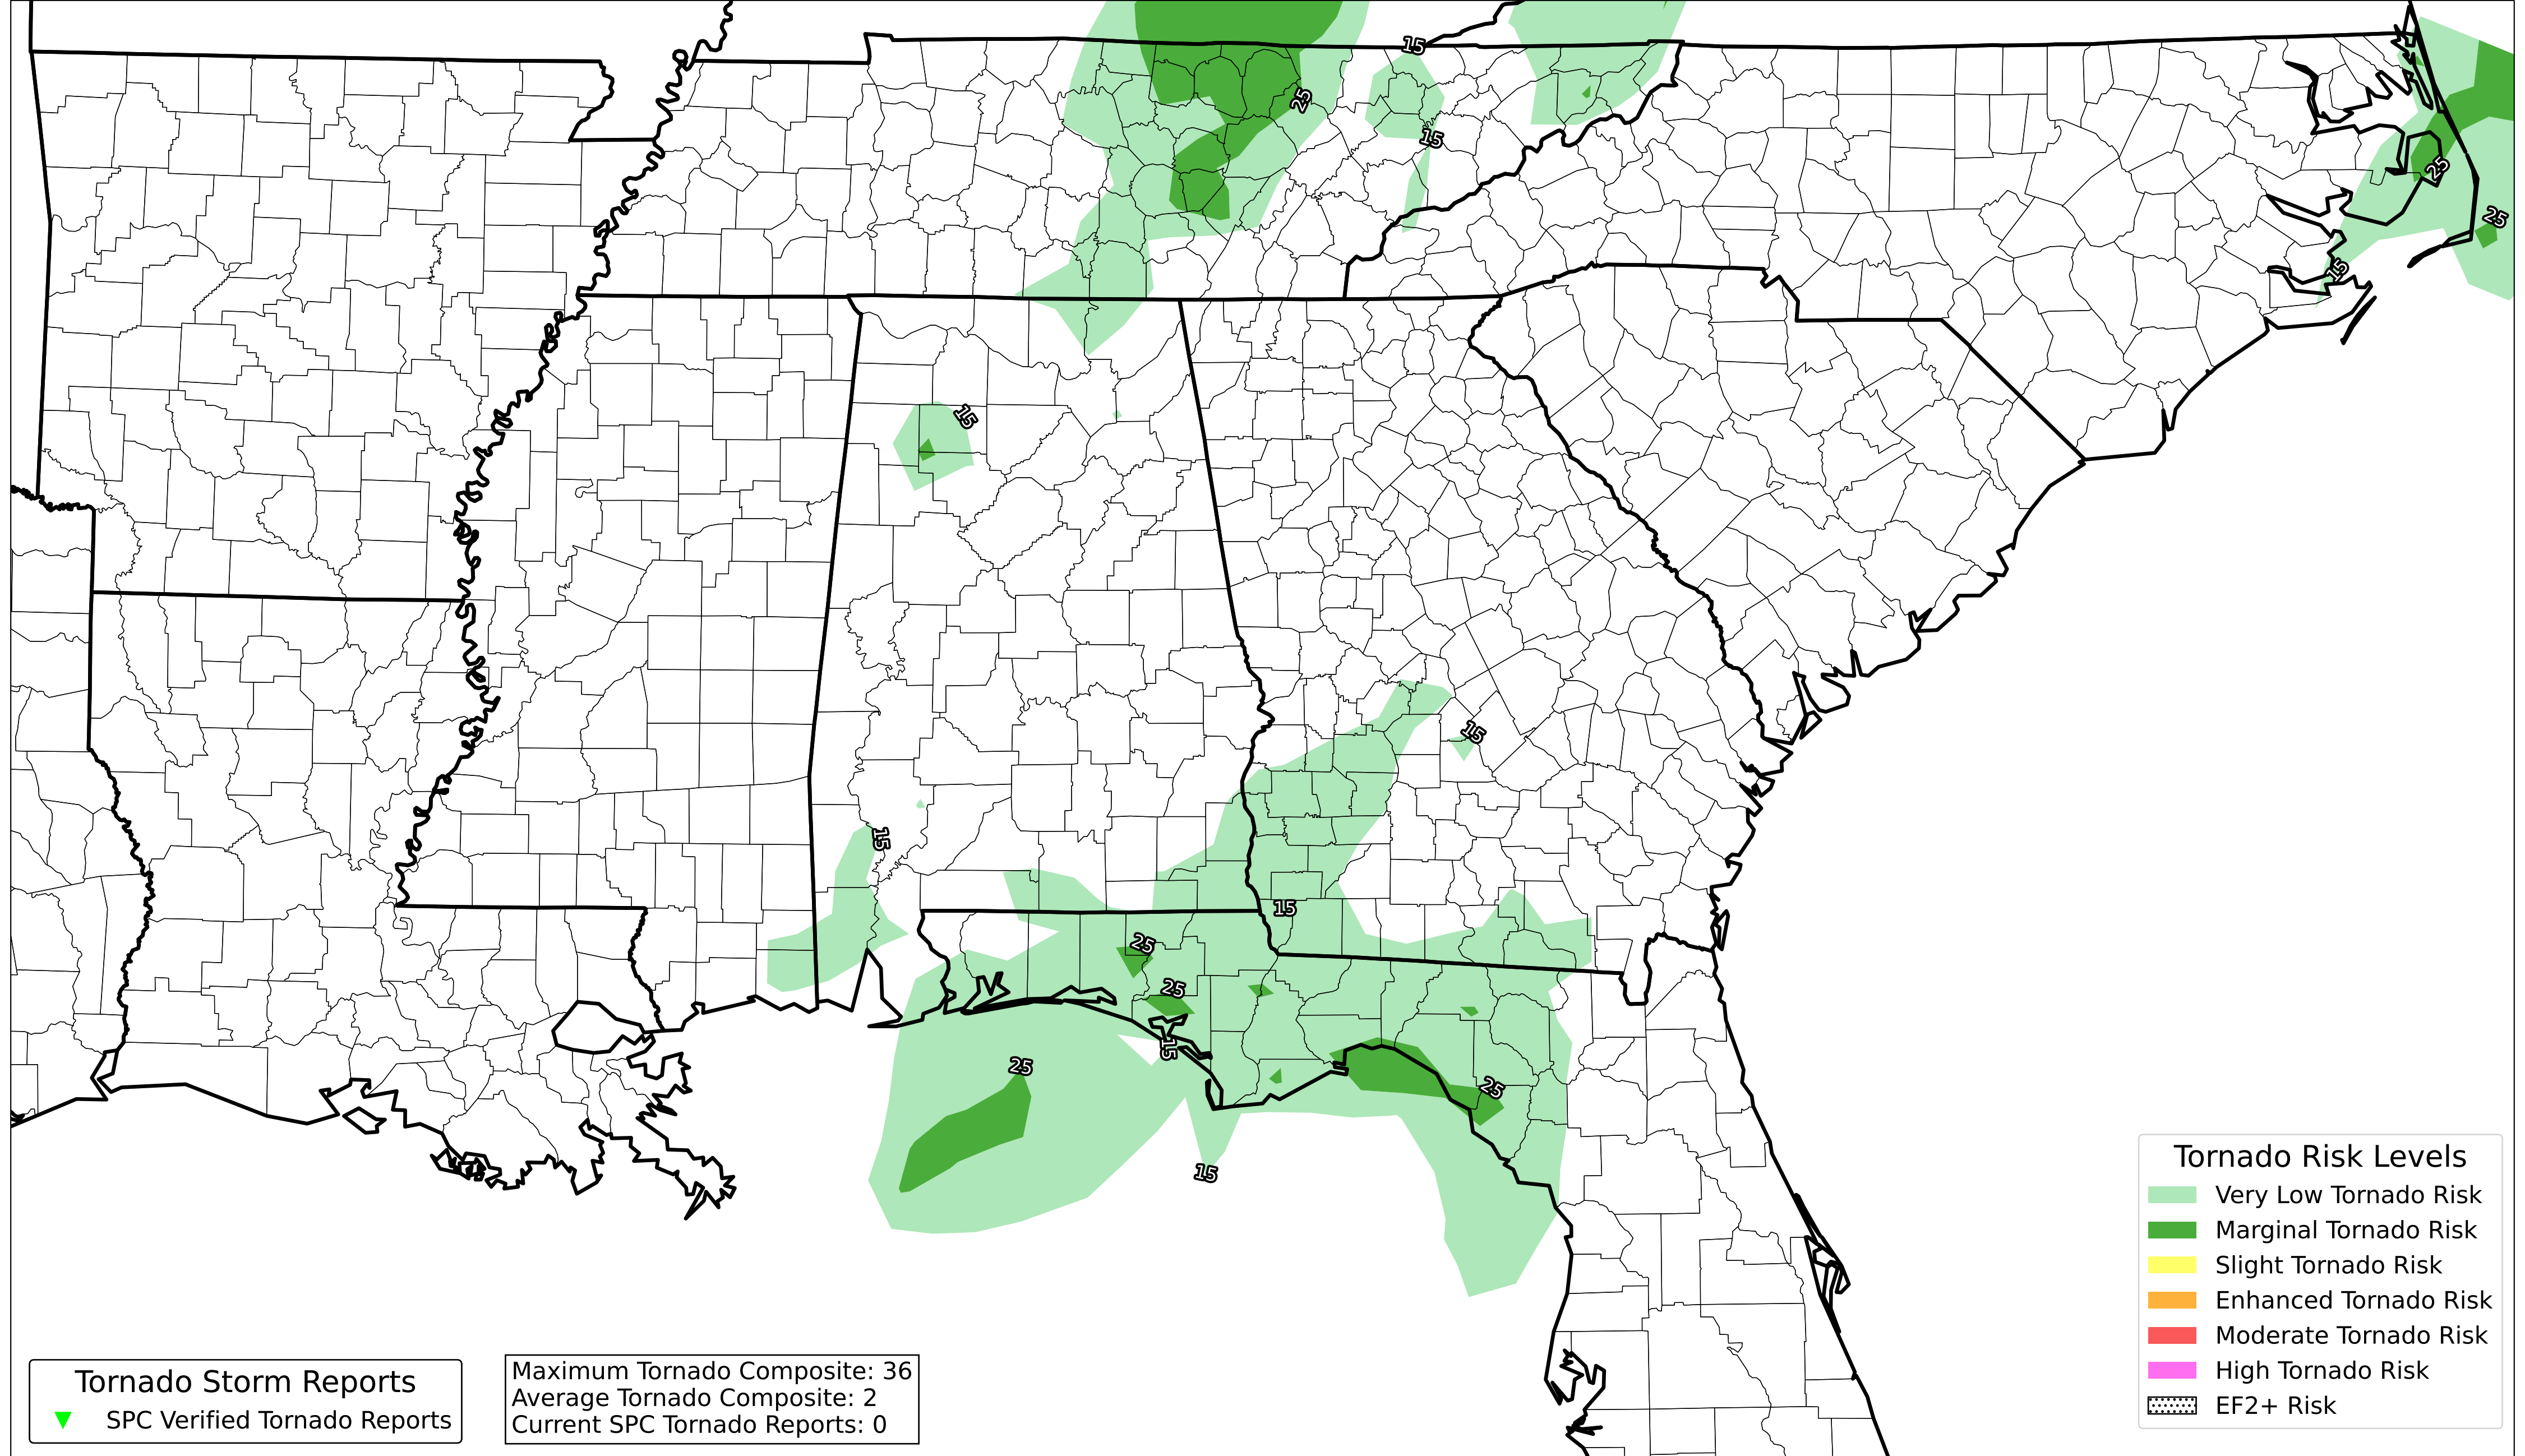 15
25
15
25
25
15
15
15
15
15
25
25
15
25
25
15
Tornado Risk Levels
Very Low Tornado Risk
Marginal Tornado Risk
Slight Tornado Risk
Enhanced Tornado Risk
Moderate Tornado Risk
High Tornado Risk
EF2+ Risk
Tornado Storm Reports
SPC Verified Tornado Reports
Maximum Tornado Composite: 36
Average Tornado Composite: 2
Current SPC Tornado Reports: 0